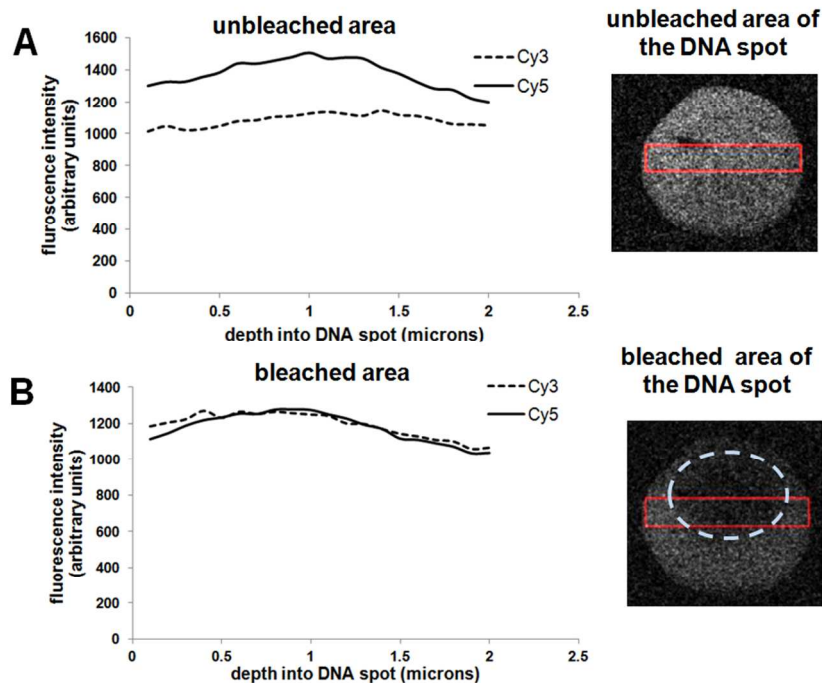 A
unbleached area
fluroscence intensity
(arbitrary units)
1600
1400
1200
1000
800
600
400
200
0
0 0.5 1 1.5 2 2.5
depth into DNA spot (microns)
Cy3
Cy5
unbleached area of
the DNA spot
B
bleached area
fluorescence intensity
(arbitrary units)
1400
1200
1000
800
600
400
200
0
0 0.5 1 1.5 2 2.5
depth into DNA spot (microns)
Cy3
Cy5
bleached area of
the DNA spot